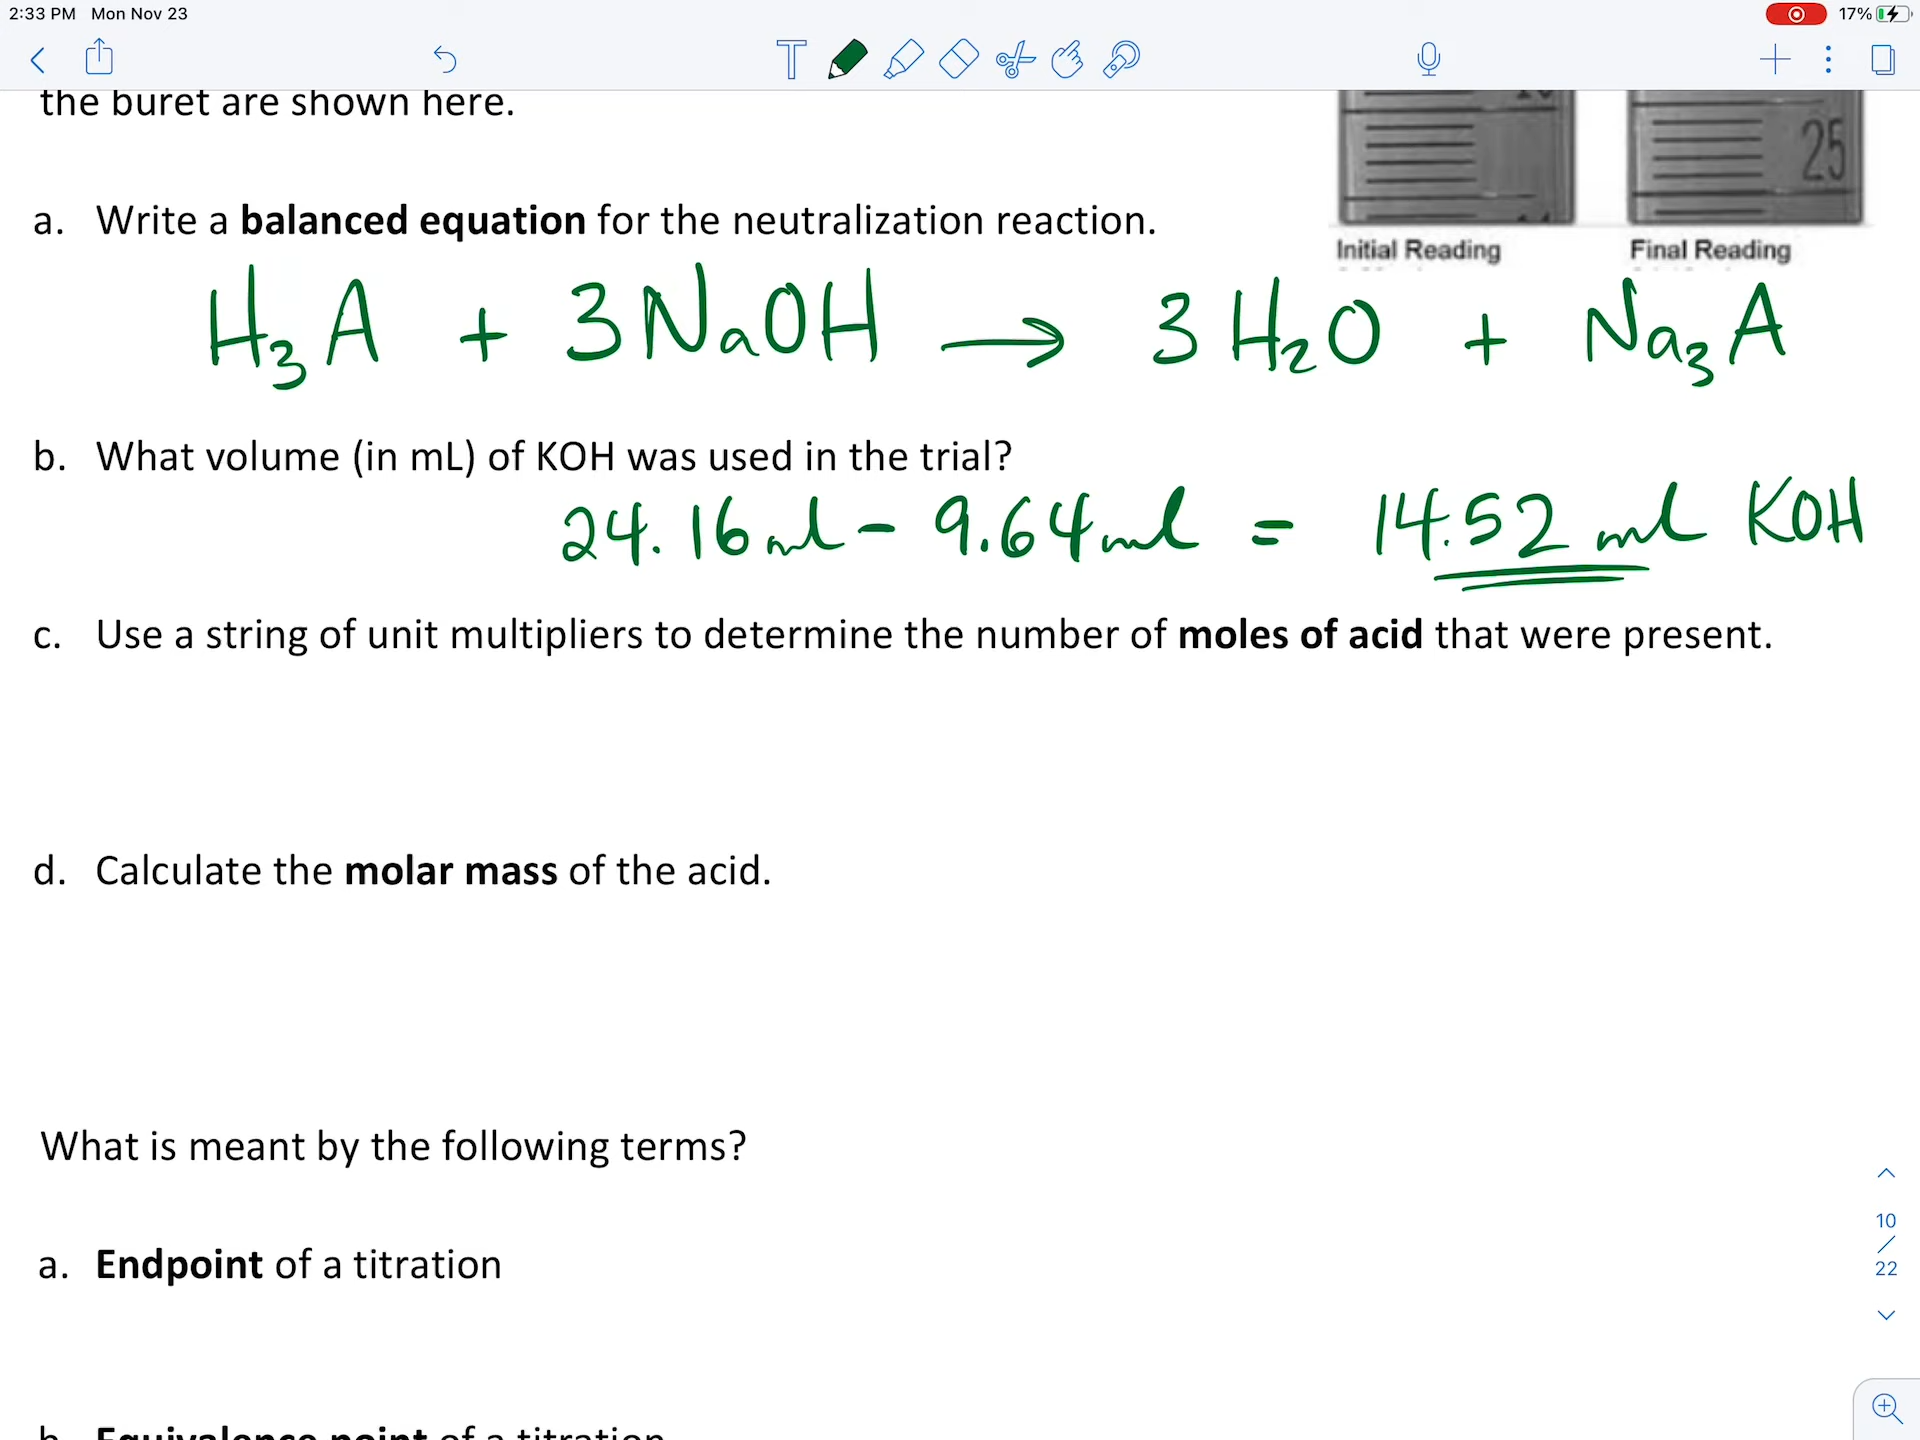 2:33 PM Mon Nov 23
17%
the buret are shown here.
25
Initial Reading
Final Reading
a. Write a balanced equation for the neutralization reaction.
H₃A + 3NaOH → 3H₂O + Na₃A
b. What volume (in mL) of KOH was used in the trial?
24.16ml - 9.64ml = 14.52 ml KOH
c. Use a string of unit multipliers to determine the number of moles of acid that were present.
d. Calculate the molar mass of the acid.
What is meant by the following terms?
10
/
22
a. Endpoint of a titration
b. Equivalence point of a titration